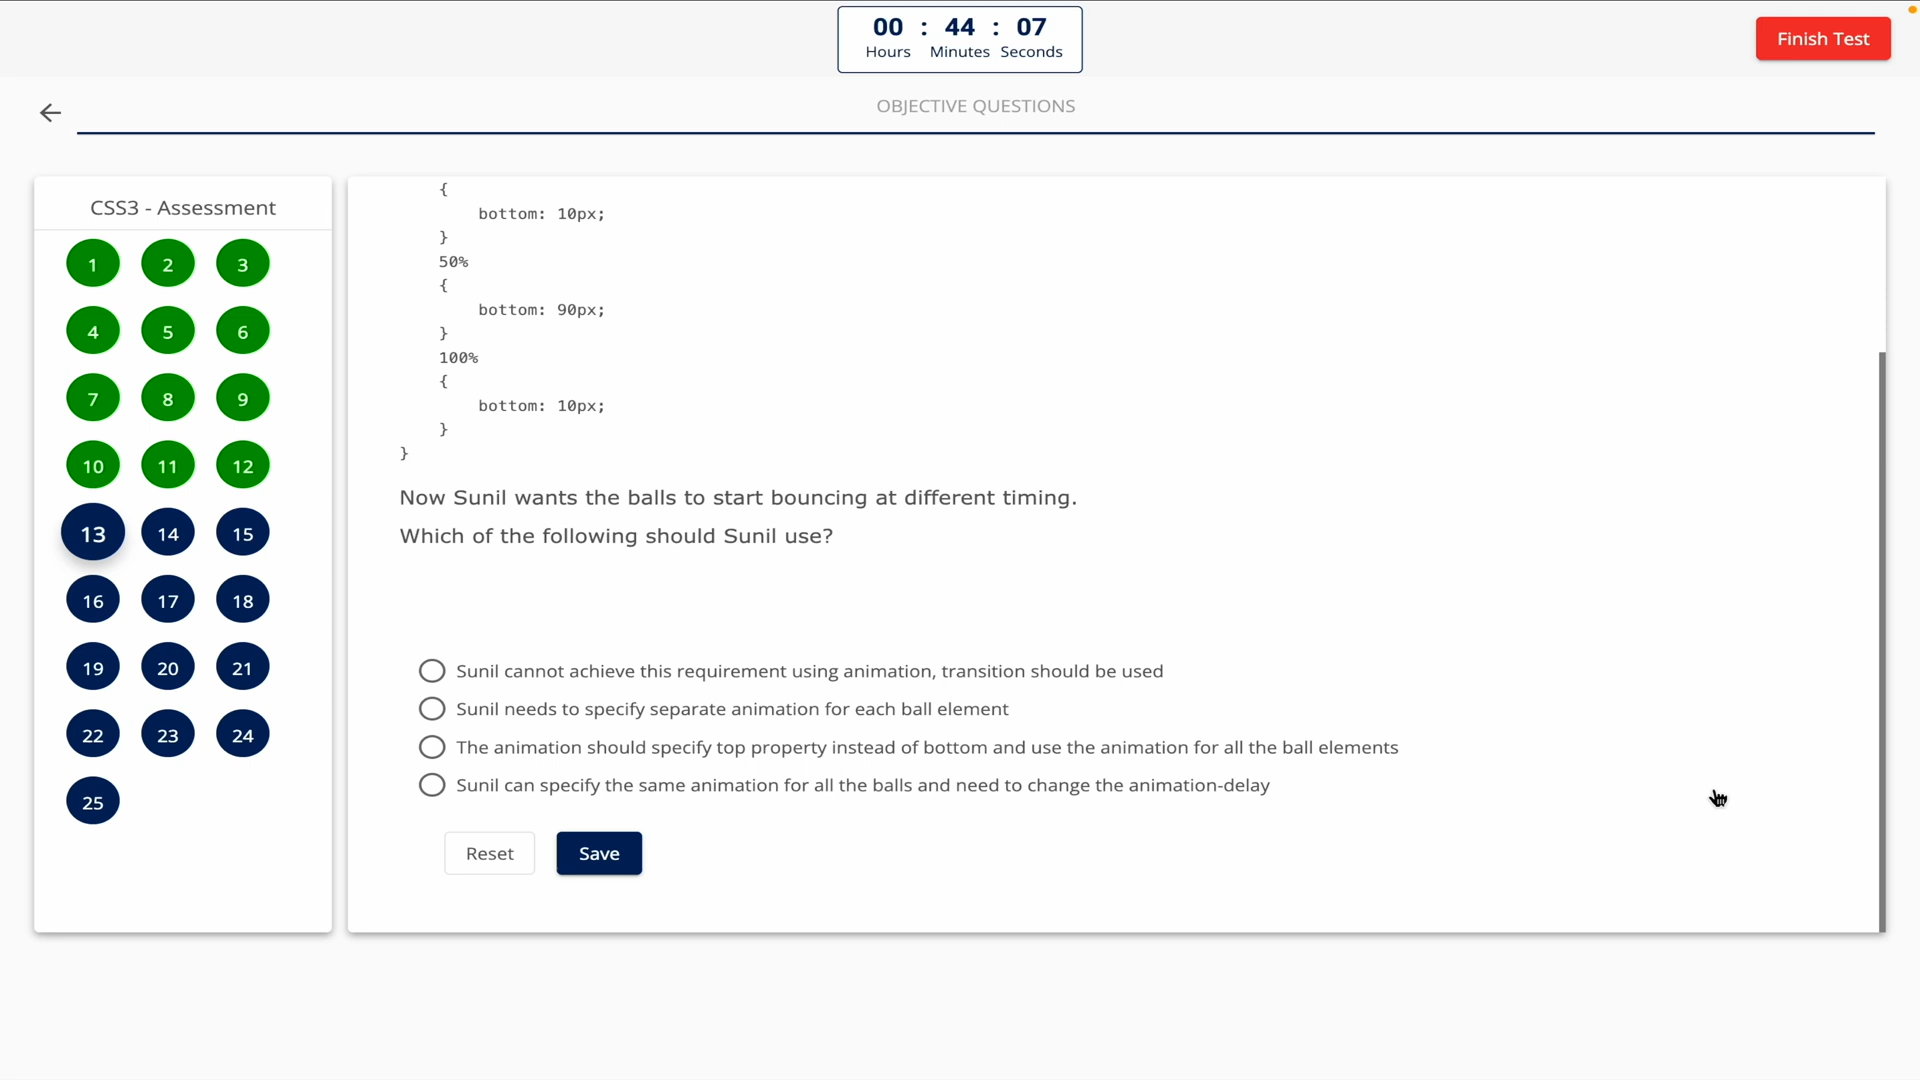 00 : 44 : 07
Hours Minutes Seconds
Finish Test
OBJECTIVE QUESTIONS
CSS3 - Assessment
1 2 3
4 5 6
7 8 9
10 11 12
13 14 15
16 17 18
19 20 21
22 23 24
25
{
bottom: 10px;
}
50%
{
bottom: 90px;
}
100%
{
bottom: 10px;
}
}
Now Sunil wants the balls to start bouncing at different timing.
Which of the following should Sunil use?
Sunil cannot achieve this requirement using animation, transition should be used
Sunil needs to specify separate animation for each ball element
The animation should specify top property instead of bottom and use the animation for all the ball elements
Sunil can specify the same animation for all the balls and need to change the animation-delay
Reset Save